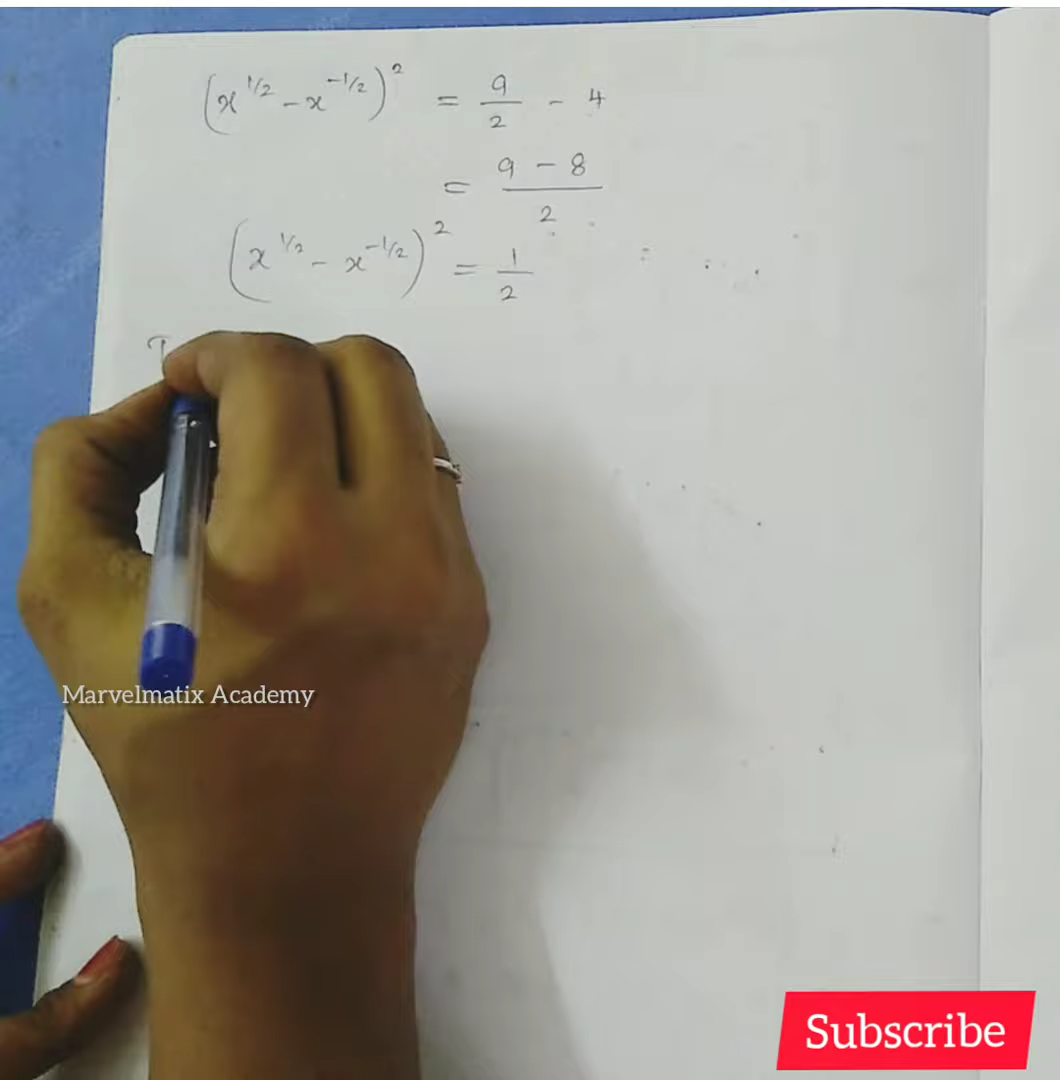 (x^{1/2} - x^{-1/2})^2 = 9/2 - 4
= 9 - 8 / 2
(x^{1/2} - x^{-1/2})^2 = 1/2
Marvelmatix Academy
Subscribe